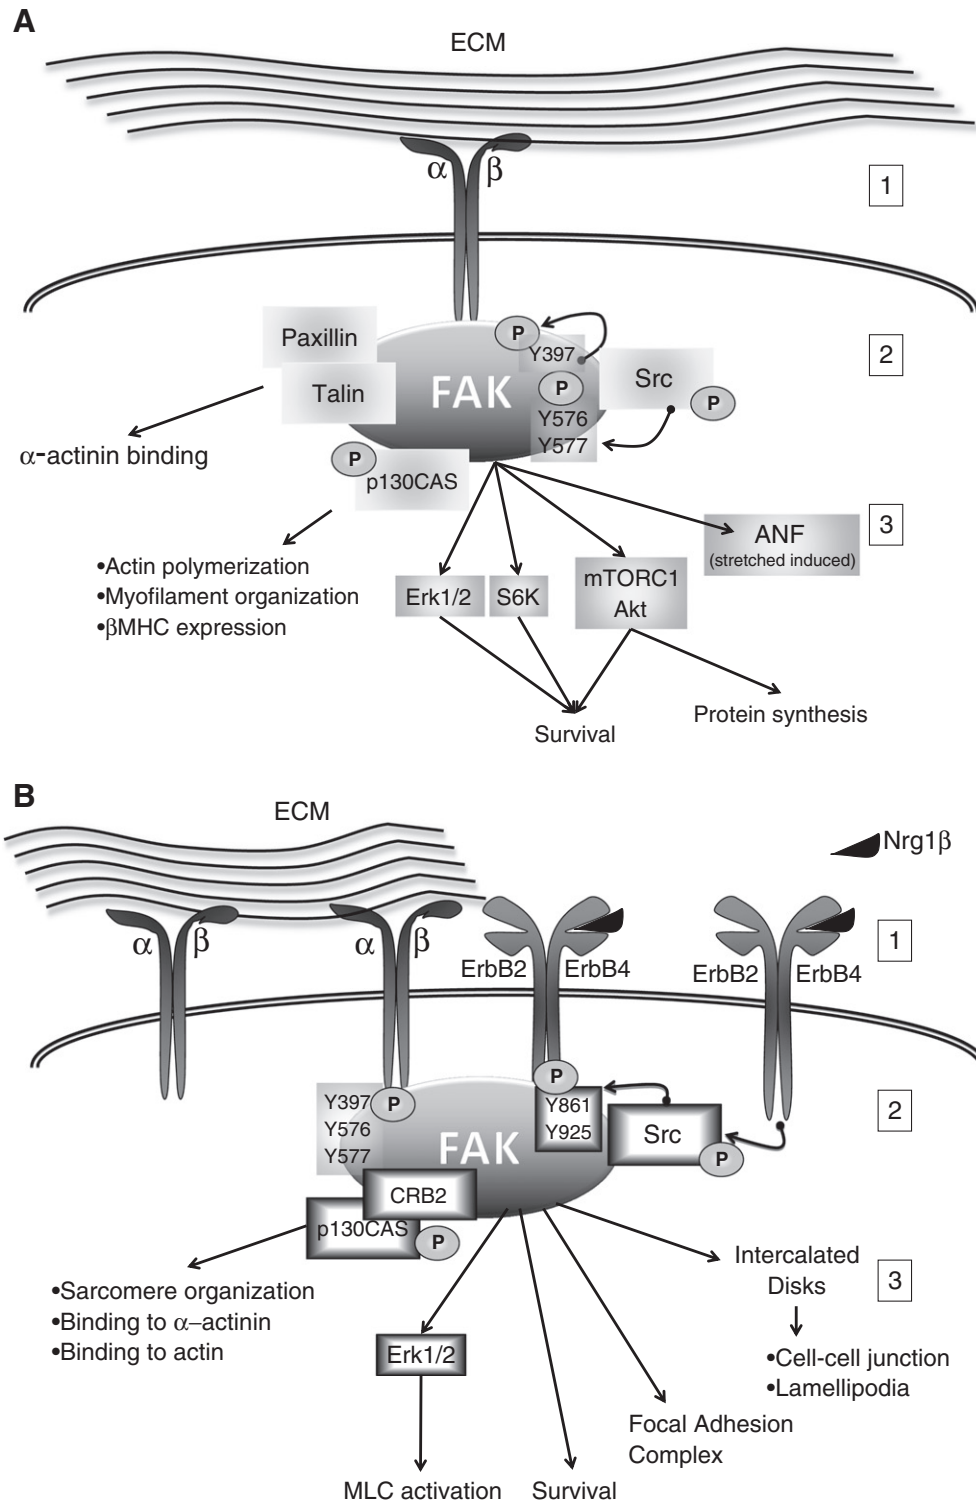 A
ECM
α β
1
Paxillin
Talin
α-actinin binding
FAK
P
Y397
P
Y576
Y577
Src
P
2
P
p130CAS
•Actin polymerization
•Myofilament organization
•βMHC expression
Erk1/2
S6K
mTORC1
Akt
ANF
(stretched induced)
3
Survival
Protein synthesis
B
ECM
Nrg1β
α β
α β
ErbB2 ErbB4
ErbB2 ErbB4
1
Y397
Y576
Y577
P
FAK
P
Y861
Y925
Src
P
2
CRB2
p130CAS
P
•Sarcomere organization
•Binding to α–actinin
•Binding to actin
Erk1/2
MLC activation
Survival
Focal Adhesion
Complex
Intercalated
Disks
3
•Cell-cell junction
•Lamellipodia